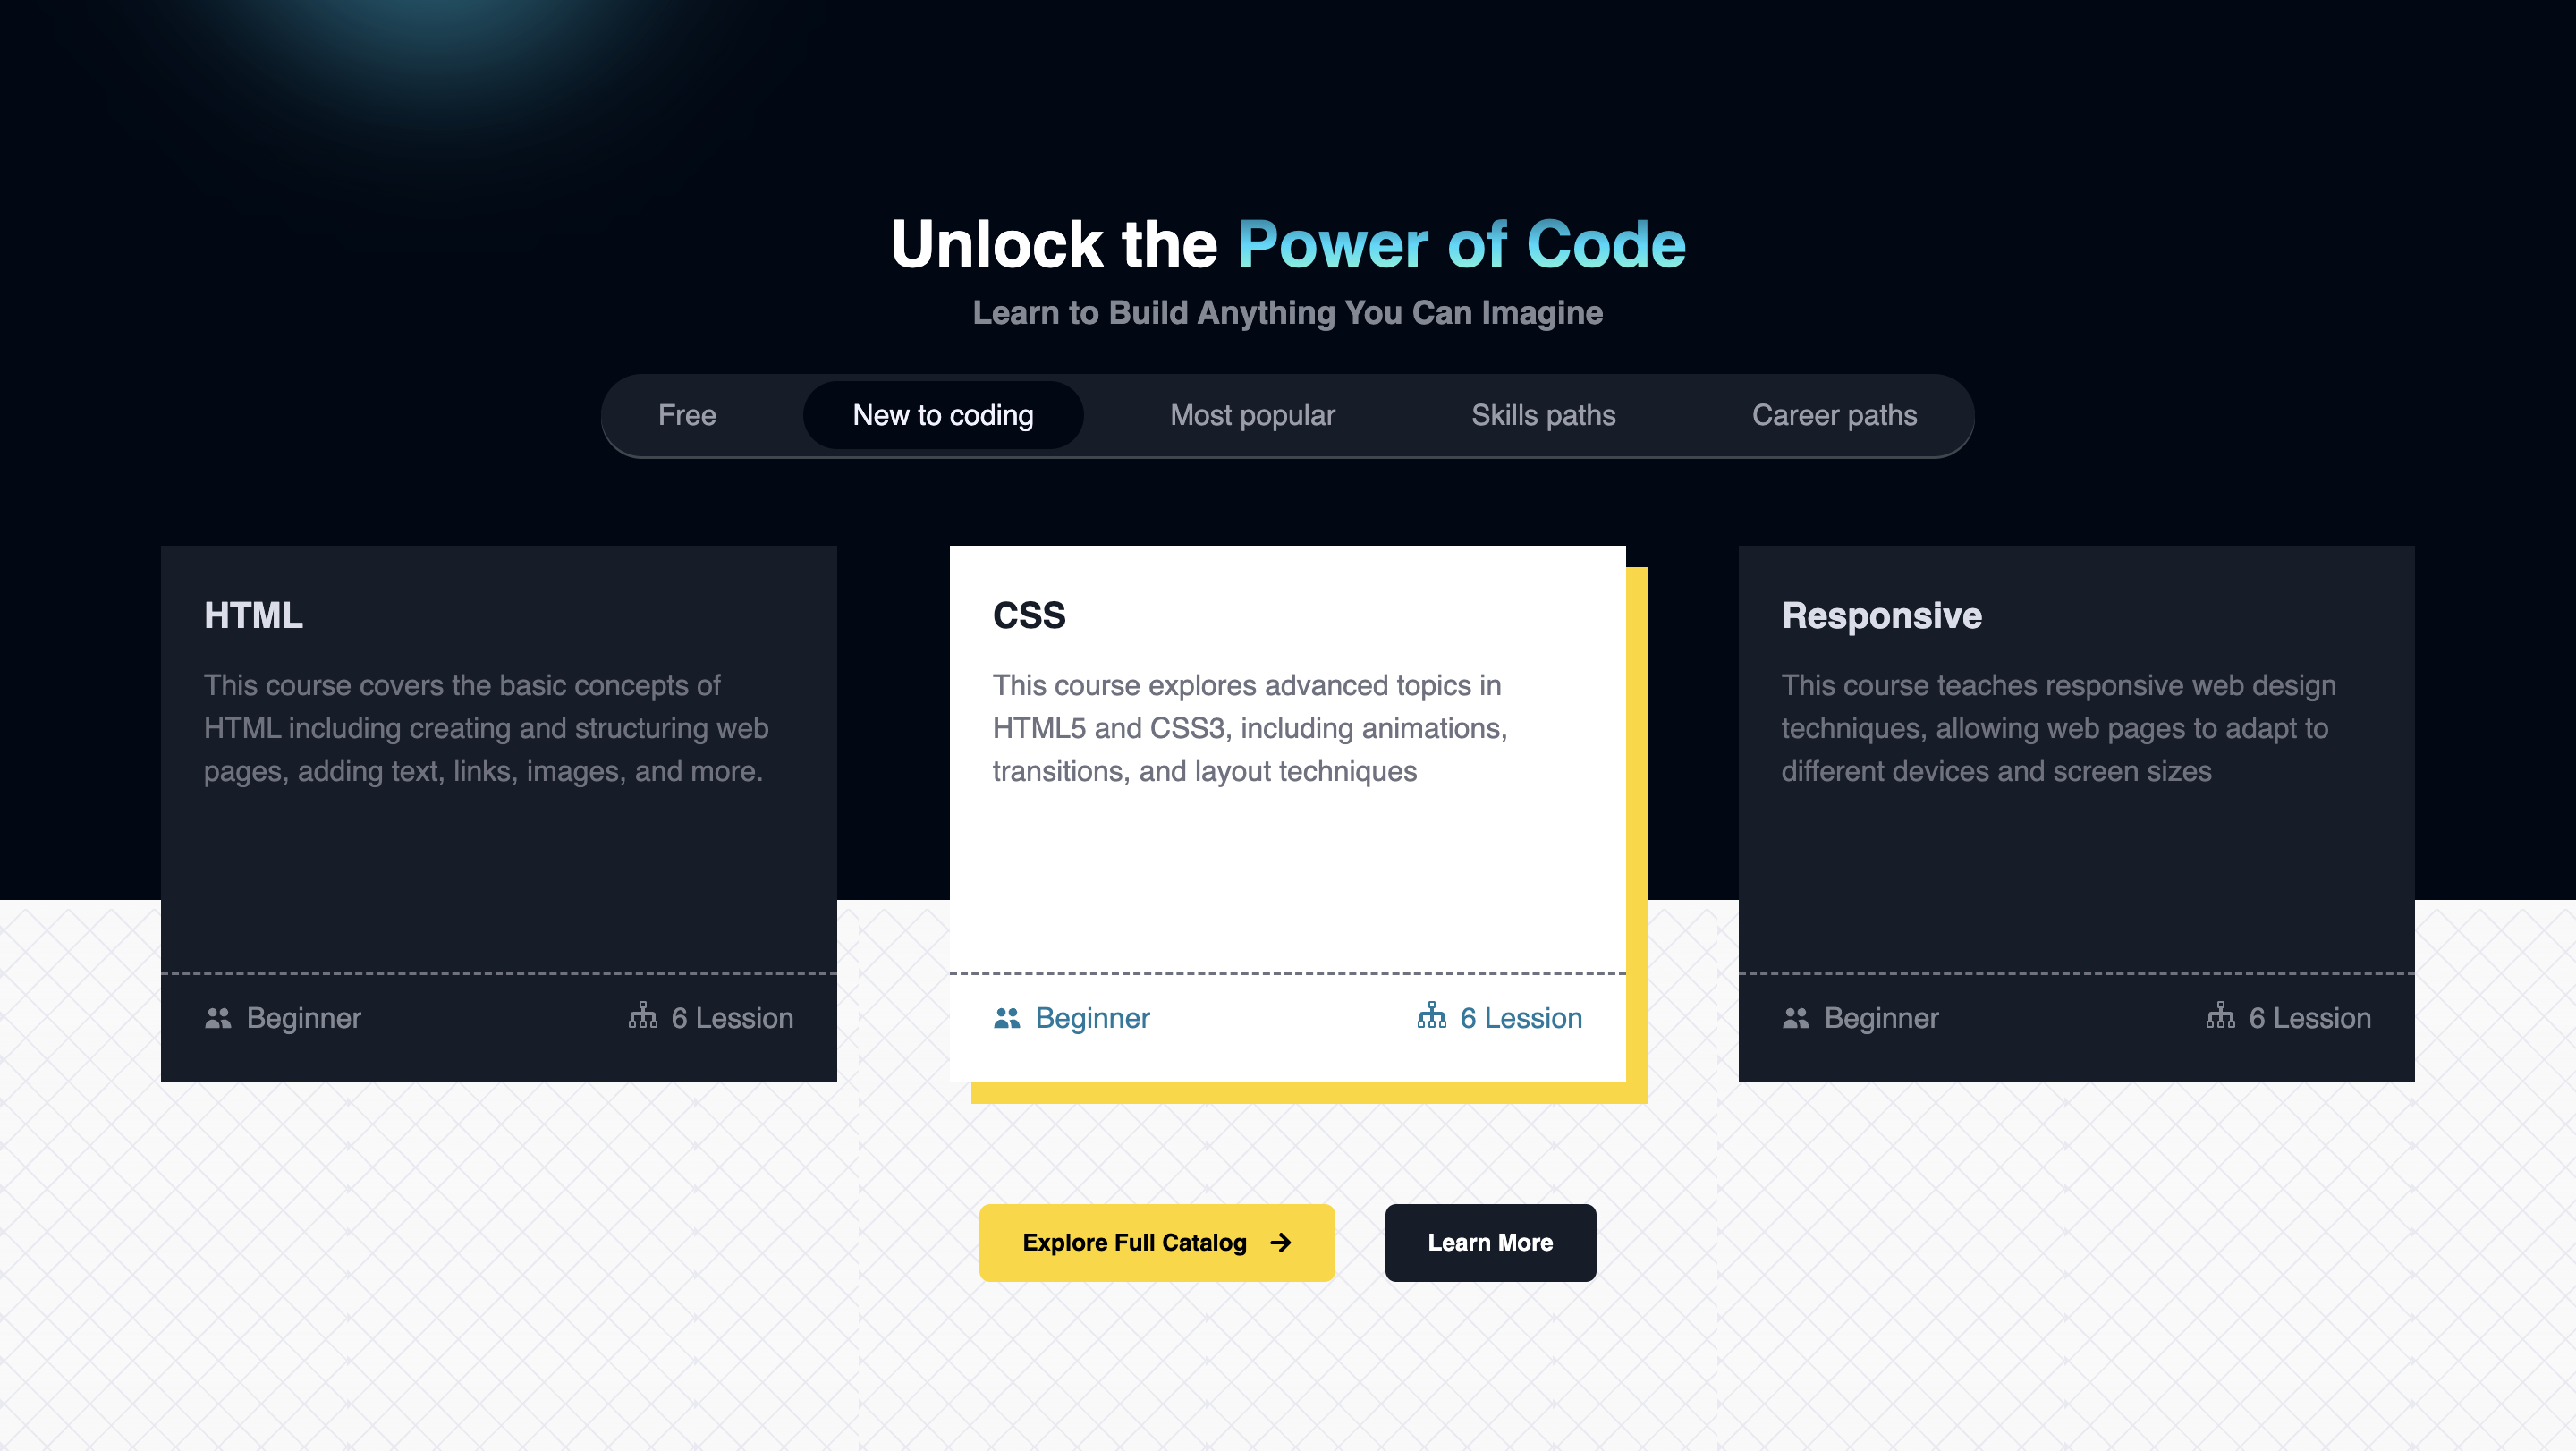 Unlock the Power of Code
Learn to Build Anything You Can Imagine
Free
New to coding
Most popular
Skills paths
Career paths
HTML
This course covers the basic concepts of
HTML including creating and structuring web
pages, adding text, links, images, and more.
Beginner
6 Lession
CSS
This course explores advanced topics in
HTML5 and CSS3, including animations,
transitions, and layout techniques
Beginner
6 Lession
Responsive
This course teaches responsive web design
techniques, allowing web pages to adapt to
different devices and screen sizes
Beginner
6 Lession
Explore Full Catalog
Learn More